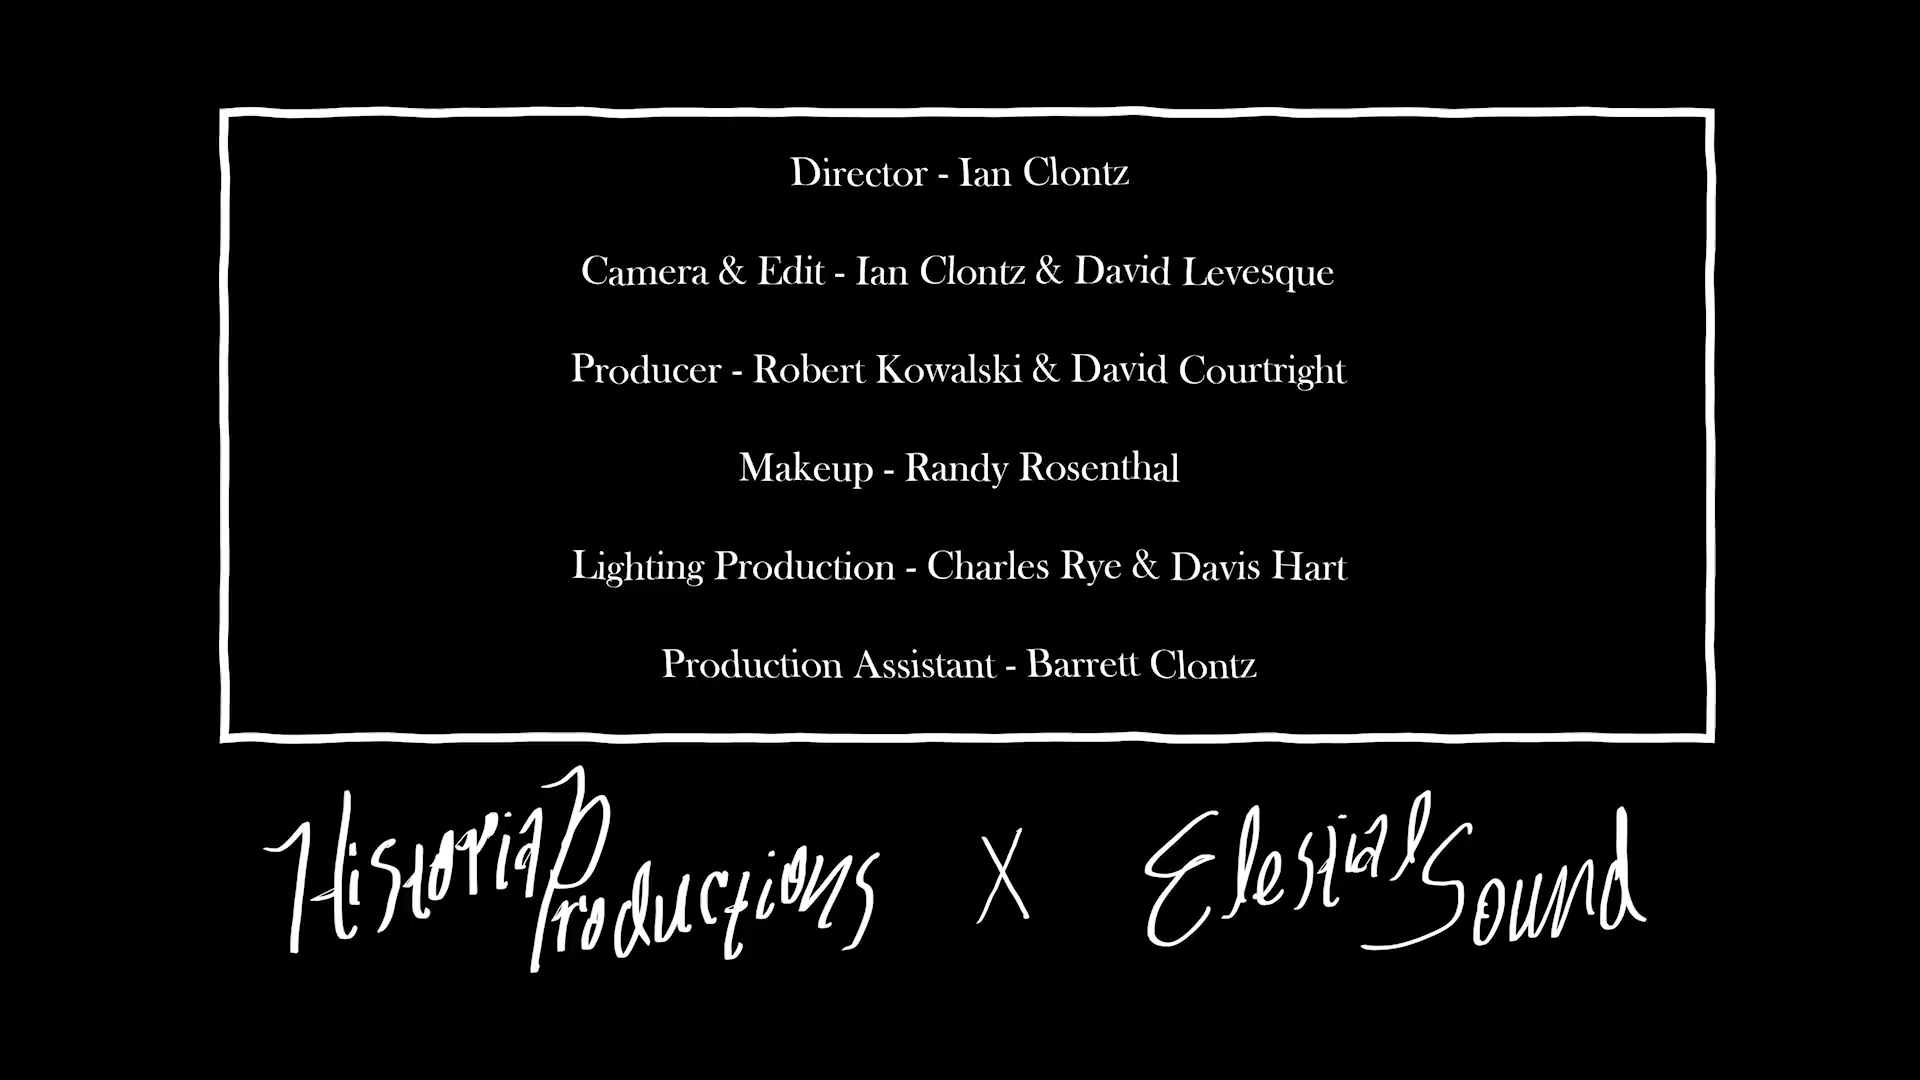 Director - Ian Clontz
Camera & Edit - Ian Clontz & David Levesque
Producer - Robert Kowalski & David Courtright
Makeup - Randy Rosenthal
Lighting Production - Charles Rye & Davis Hart
Production Assistant - Barrett Clontz
Historia Productions X Elestial Sound